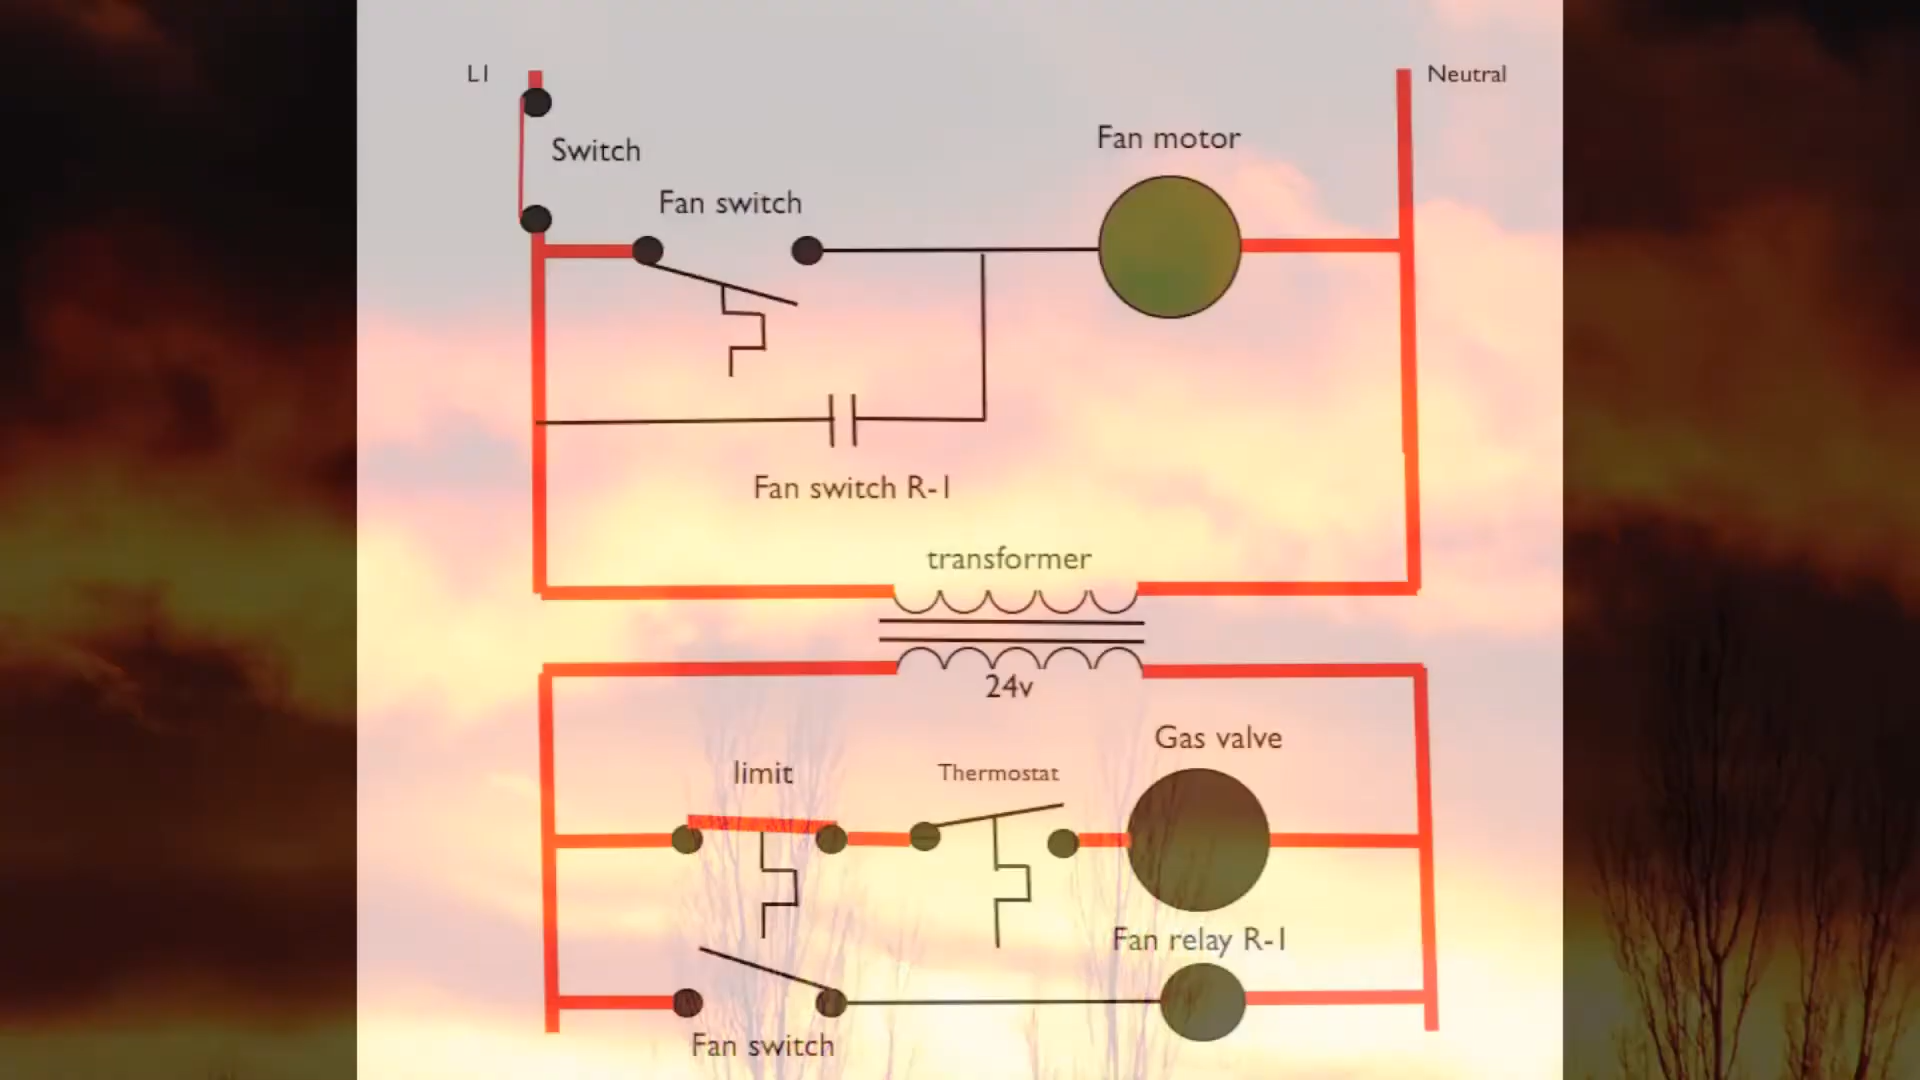 L1
Neutral
Switch
Fan motor
Fan switch
Fan switch R-1
transformer
24v
Gas valve
limit
Thermostat
Fan relay R-1
Fan switch